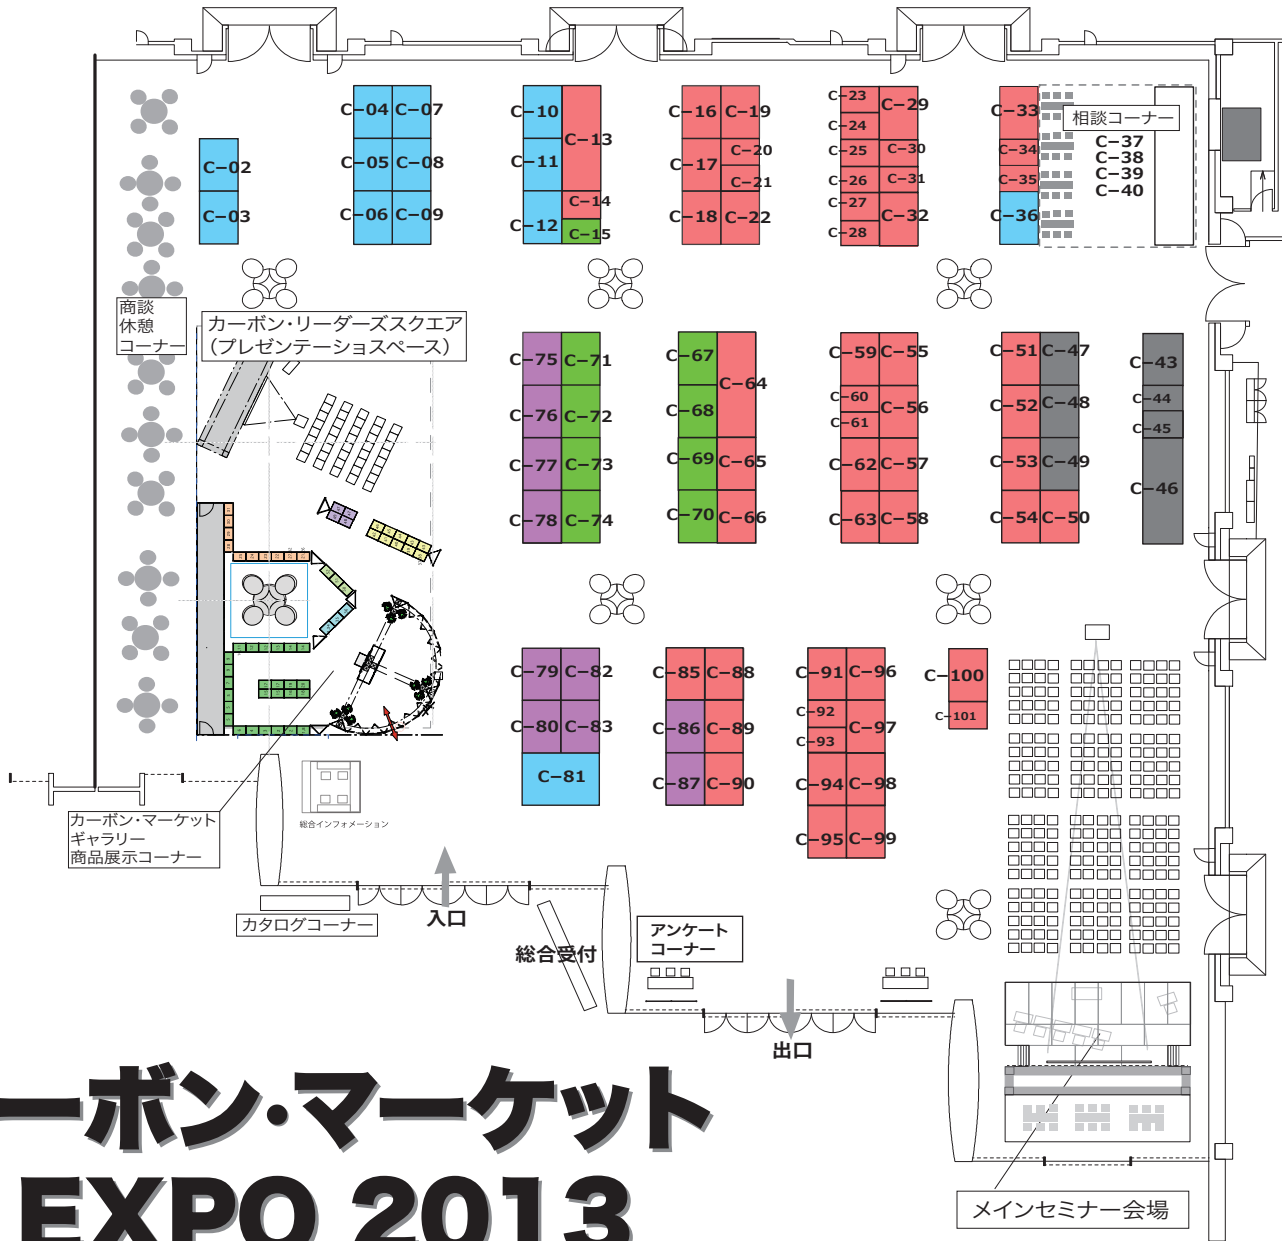 C-04 C-07
C-10
C-13
C-16 C-19
C-23
C-29
C-33
相談コーナー
C-24
C-02
C-05 C-08
C-11
C-17
C-20
C-25
C-30
C-34
C-37
C-38
C-39
C-40
C-21
C-26
C-31
C-35
C-03
C-06 C-09
C-12
C-14
C-15
C-18 C-22
C-27
C-28
C-32
C-36
商談
休憩
コーナー
カーボン・リーダーズスクエア
(プレゼンテーショスペース)
C-75 C-71
C-67
C-64
C-59 C-55
C-51 C-47
C-43
C-76 C-72
C-68
C-60
C-61
C-56
C-52 C-48
C-44
C-45
C-77 C-73
C-69 C-65
C-62 C-57
C-53 C-49
C-46
C-78 C-74
C-70 C-66
C-63 C-58
C-54 C-50
C-79 C-82
C-85 C-88
C-91 C-96
C-100
C-80 C-83
C-86 C-89
C-92
C-93
C-97
C-101
C-81
C-87 C-90
C-94 C-98
C-95 C-99
総合インフォメーション
カーボン・マーケット
ギャラリー
商品展示コーナー
カタログコーナー
入口
総合受付
アンケート
コーナー
出口
ーボン・マーケット
EXPO 2013
メインセミナー会場